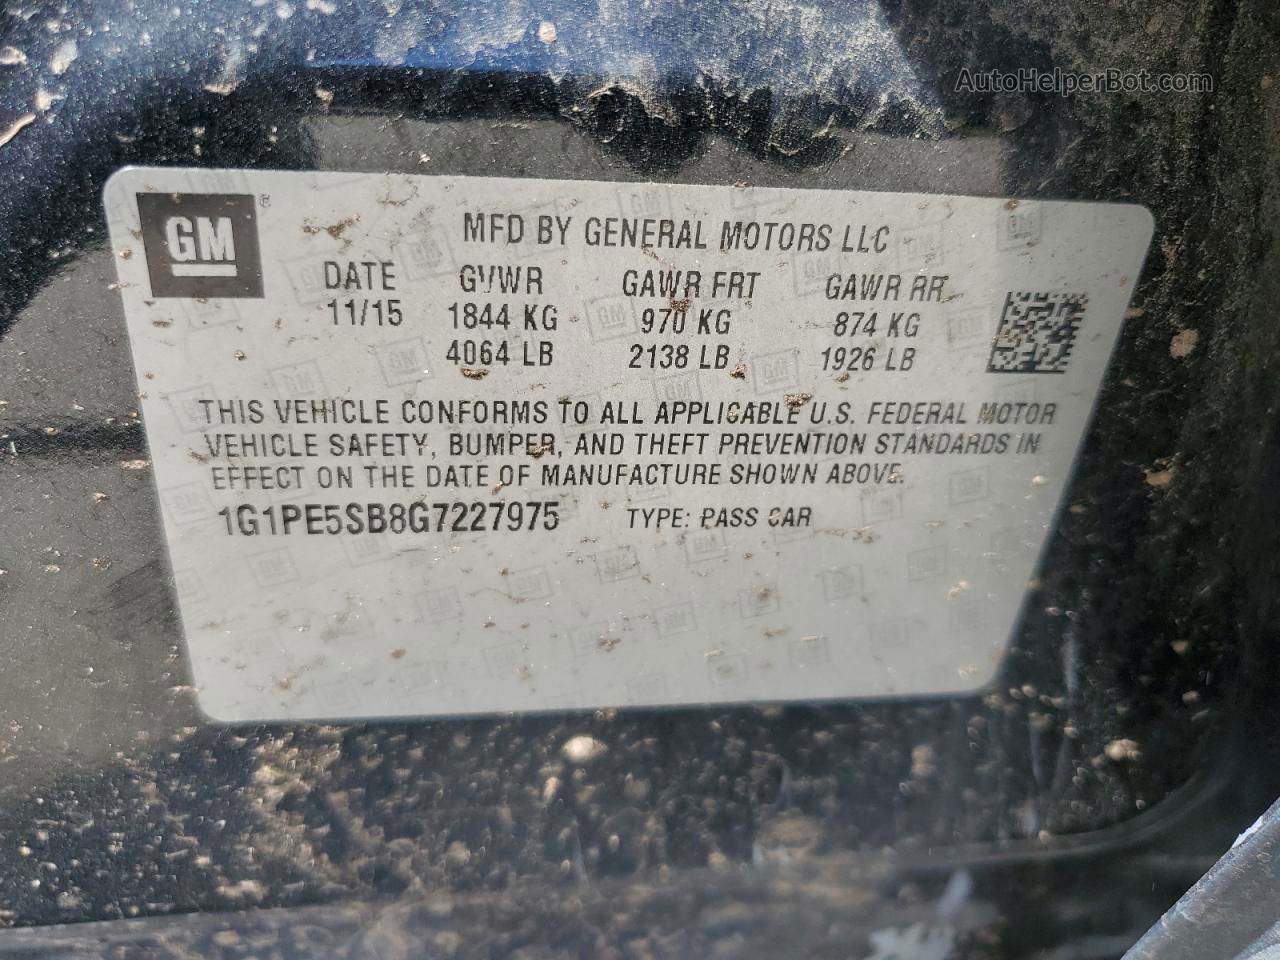 AutoHelperBot.com
GM®
MFD BY GENERAL MOTORS LLC
DATE GVWR GAWR FRT GAWR RR
11/15 1844 KG 970 KG 874 KG
4064 LB 2138 LB 1926 LB
THIS VEHICLE CONFORMS TO ALL APPLICABLE U.S. FEDERAL MOTOR
VEHICLE SAFETY, BUMPER, AND THEFT PREVENTION STANDARDS IN
EFFECT ON THE DATE OF MANUFACTURE SHOWN ABOVE.
1G1PE5SB8G7227975 TYPE: PASS CAR